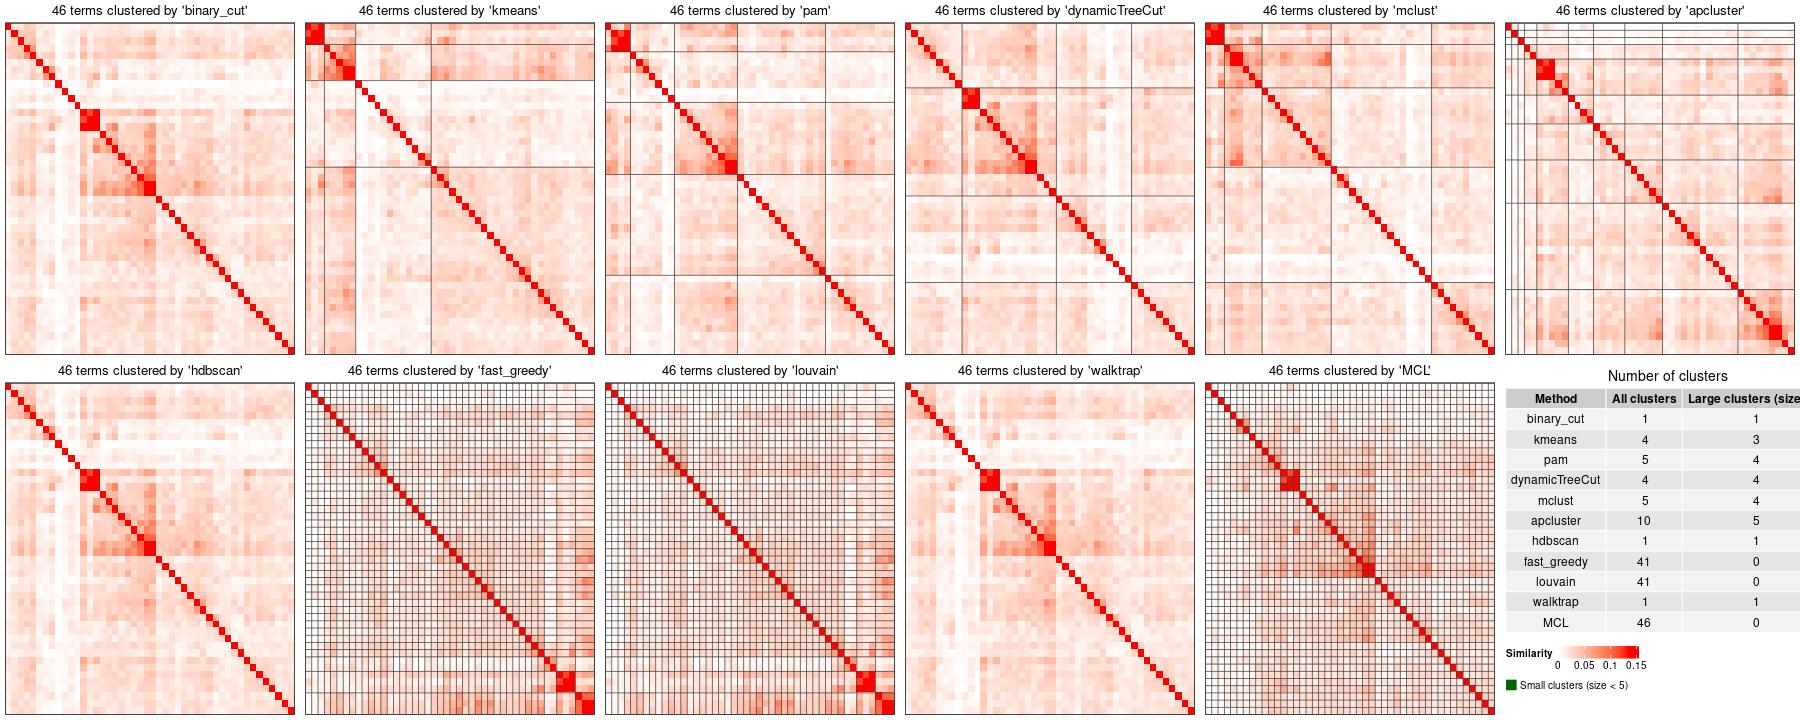 46 terms clustered by 'binary_cut'
46 terms clustered by 'kmeans'
46 terms clustered by 'pam'
46 terms clustered by 'dynamicTreeCut'
46 terms clustered by 'mclust'
46 terms clustered by 'apcluster'
46 terms clustered by 'hdbscan'
46 terms clustered by 'fast_greedy'
46 terms clustered by 'louvain'
46 terms clustered by 'walktrap'
46 terms clustered by 'MCL'
Number of clusters
Method All clusters Large clusters (size
binary_cut 1 1
kmeans 4 3
pam 5 4
dynamicTreeCut 4 4
mclust 5 4
apcluster 10 5
hdbscan 1 1
fast_greedy 41 0
louvain 41 0
walktrap 1 1
MCL 46 0
Similarity
0 0.05 0.1 0.15
Small clusters (size < 5)